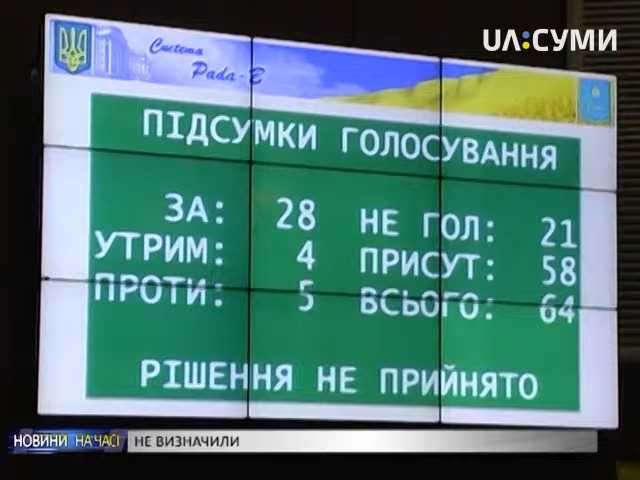 UA:СУМИ
Система
Рада-В
ПІДСУМКИ ГОЛОСУВАННЯ
ЗА: 28 НЕ ГОЛ: 21
УТРИМ: 4 ПРИСУТ: 58
ПРОТИ: 5 ВСЬОГО: 64
РІШЕННЯ НЕ ПРИЙНЯТО
НОВИНИ НА ЧАСІ НЕ ВИЗНАЧИЛИ